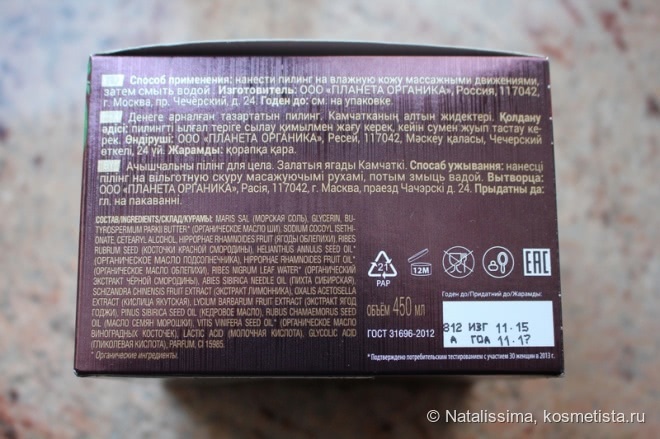 Способ применения: нанести пилинг на влажную кожу массажными движениями,
затем смыть водой. Изготовитель: ООО «ПЛАНЕТА ОРГАНИКА», Россия, 117042,
г. Москва, пр. Чечёрский, д. 24. Годен до: см. на упаковке.
Денеге арналған тазартатын пилинг. Камчатканың алтын жидектері. Қолдану
әдісі: пилингті ылғал теріге сылау қимылмен жағу керек, кейін сумен жуып тастау ке-
рек. Өндіруші: ООО «ПЛАНЕТА ОРГАНИКА», Ресей, 117042, Маскеу қаласы, Чечерский
өткелі, 24 үй. Жарамды: қорапқа қара.
Ачышчальны пілінг для цела. Залатыя ягады Камчаткі. Спосаб ужывання: нанесці
пілінг на вільготную скуру масажуючымі рухамі, потым змыць вадой. Вытворца:
ООО «ПЛАНЕТА ОРГАНИКА», Расія, 117042, г. Москва, праезд Чачэрскі д. 24. Прыдатны да:
гл. на пакаванні.
СОСТАВ/INGREDIENTS/СКЛАД/КУРАМЫ: MARIS SAL (МОРСКАЯ СОЛЬ), GLYCERIN, BU-
TYROSPERMUM PARKII BUTTER* (ОРГАНИЧЕСКОЕ МАСЛО ШИ), SODIUM COCOYL ISETHI-
ONATE, CETEARYL ALCOHOL, HIPPOPHAE RHAMNOIDES FRUIT (ЯГОДЫ ОБЛЕПИХИ), RIBES
RUBRUM SEED (КОСТОЧКИ КРАСНОЙ СМОРОДИНЫ), HELIANTHUS ANNUUS SEED OIL*
(ОРГАНИЧЕСКОЕ МАСЛО ПОДСОЛНЕЧНИКА), HIPPOPHAE RHAMNOIDES FRUIT OIL*
(ОРГАНИЧЕСКОЕ МАСЛО ОБЛЕПИХИ), RIBES NIGRUM LEAF WATER* (ОРГАНИЧЕСКИЙ
ЭКСТРАКТ ЧЕРНОЙ СМОРОДИНЫ), ABIES SIBIRICA NEEDLE OIL (ПИХТА СИБИРСКАЯ),
SCHIZANDRA CHINENSIS FRUIT EXTRACT (ЭКСТРАКТ ЛИМОННИКА), OXALIS ACETOSELLA
EXTRACT (КИСЛИЦА ЯКУТСКАЯ), LYCIUM BARBARUM FRUIT EXTRACT (ЭКСТРАКТ ЯГОД
ГОДЖИ), PINUS SIBIRICA SEED OIL (КЕДРОВОЕ МАСЛО), RUBUS CHAMAEMORUS SEED
OIL (МАСЛО СЕМЯН МОРОШКИ), VITIS VINIFERA SEED OIL* (ОРГАНИЧЕСКОЕ МАСЛО
ВИНОГРАДНЫХ КОСТОЧЕК), LACTIC ACID (МОЛОЧНАЯ КИСЛОТА), GLYCOLIC ACID
(ГЛИКОЛЕВАЯ КИСЛОТА), PARFUM, CI 15985.
* Органические ингредиенты.
21
PAP
12M
EAC
ОБЪЁМ 450 мл
ГОСТ 31696-2012
Годен до:/Придатний до/Жарамды:
812 ИЗГ 11.15
А ГОД 11.17
*Подтверждено потребительским тестированием с участием 30 женщин в 2013 г.
© Natalissima, kosmetista.ru